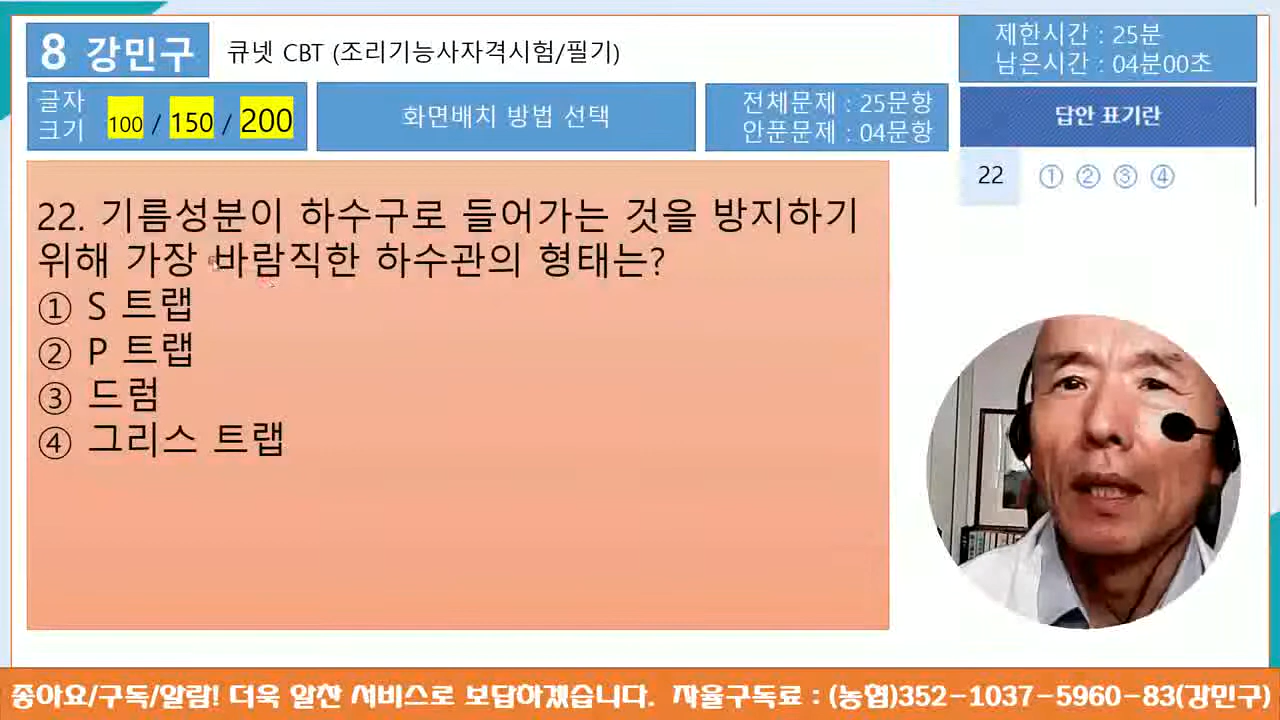 8 강민구
큐넷 CBT (조리기능사자격시험/필기)
제한시간 : 25분
남은시간 : 04분00초
글자
크기
100 / 150 / 200
화면배치 방법 선택
전체문제 : 25문항
안푼문제 : 04문항
답안 표기란
22 ① ② ③ ④
22. 기름성분이 하수구로 들어가는 것을 방지하기
위해 가장 바람직한 하수관의 형태는?
① S 트랩
② P 트랩
③ 드럼
④ 그리스 트랩
좋아요/구독/알람! 더욱 알찬 서비스로 보답하겠습니다. 자율구독료 : (농협)352-1037-5960-83(강민구)